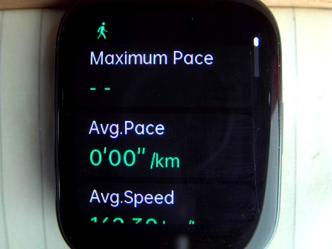 Maximum Pace
--
Avg.Pace
0'00" /km
Avg.Speed